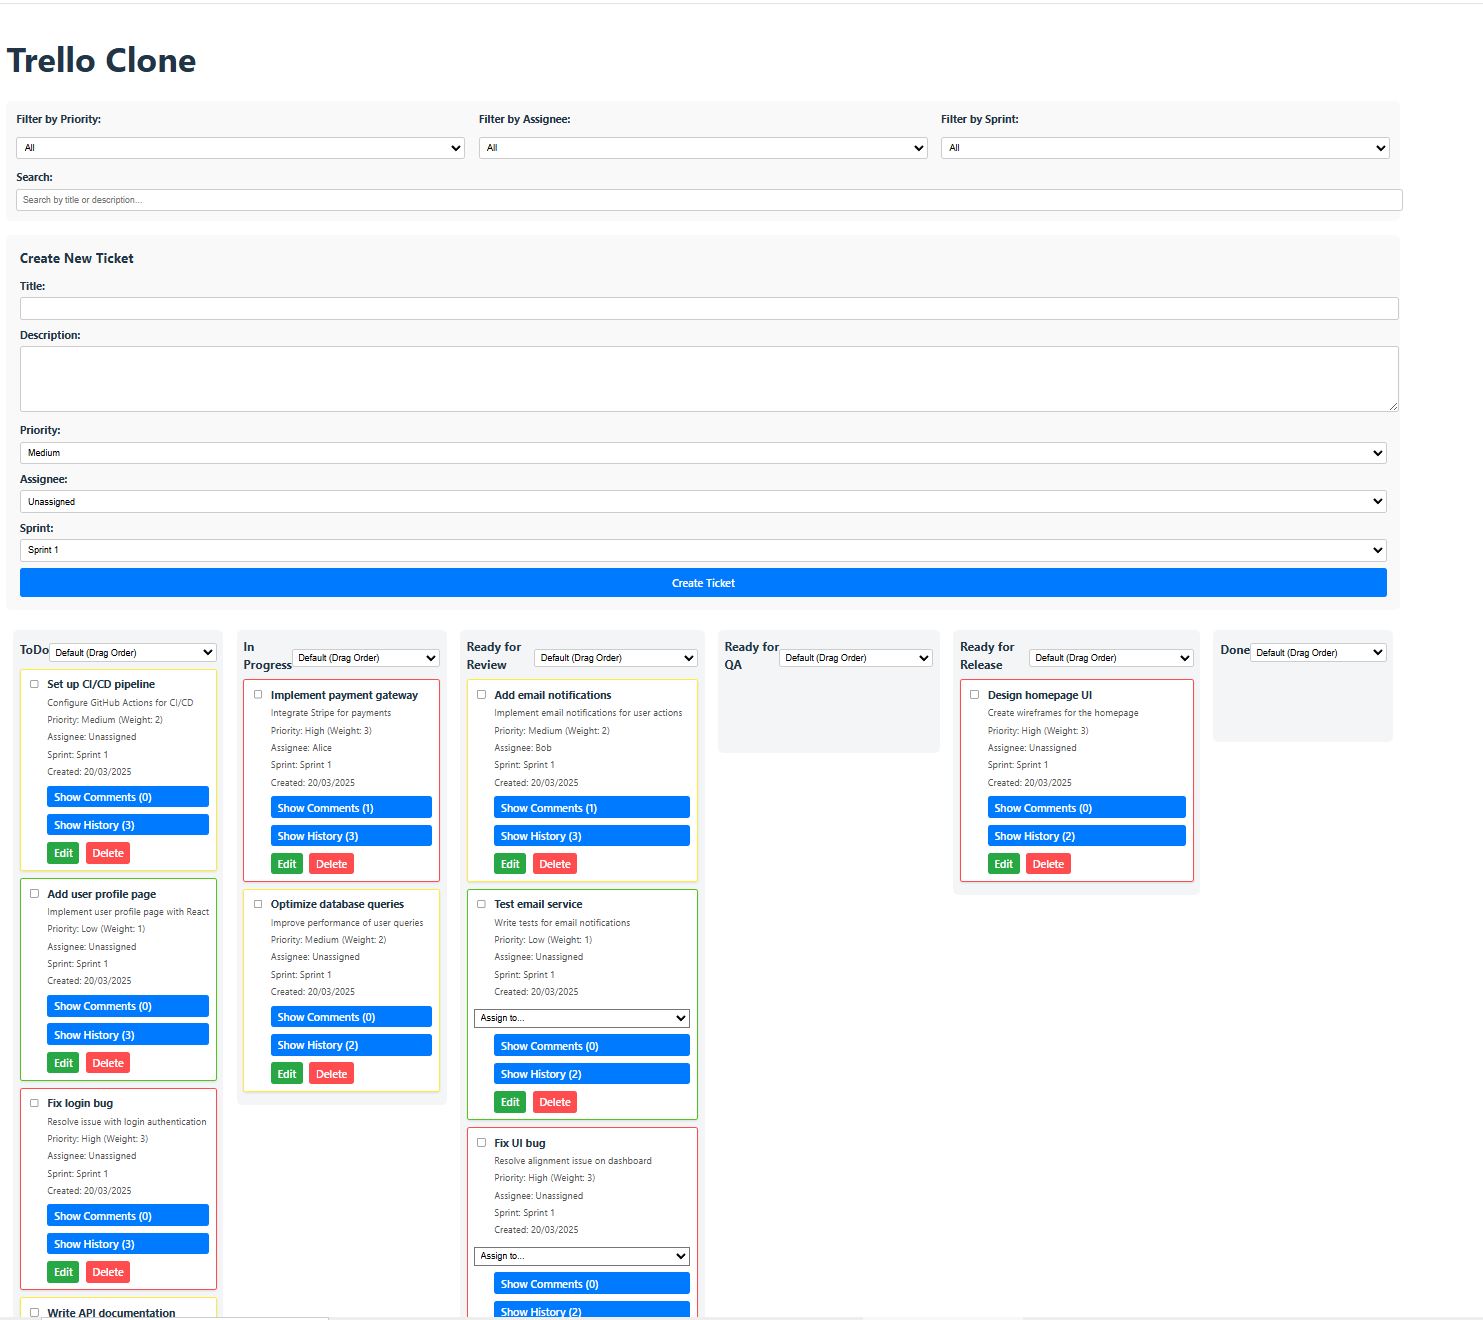 Trello Clone
Filter by Priority:
All
Filter by Assignee:
All
Filter by Sprint:
All
Search:
Search by title or description...
Create New Ticket
Title:
Description:
Priority:
Medium
Assignee:
Unassigned
Sprint:
Sprint 1
Create Ticket
ToDo
Default (Drag Order)
Set up CI/CD pipeline
Configure GitHub Actions for CI/CD
Priority: Medium (Weight: 2)
Assignee: Unassigned
Sprint: Sprint 1
Created: 20/03/2025
Show Comments (0)
Show History (3)
Edit
Delete
Add user profile page
Implement user profile page with React
Priority: Low (Weight: 1)
Assignee: Unassigned
Sprint: Sprint 1
Created: 20/03/2025
Show Comments (0)
Show History (3)
Edit
Delete
Fix login bug
Resolve issue with login authentication
Priority: High (Weight: 3)
Assignee: Unassigned
Sprint: Sprint 1
Created: 20/03/2025
Show Comments (0)
Show History (3)
Edit
Delete
Write API documentation
In
Progress
Default (Drag Order)
Implement payment gateway
Integrate Stripe for payments
Priority: High (Weight: 3)
Assignee: Alice
Sprint: Sprint 1
Created: 20/03/2025
Show Comments (1)
Show History (3)
Edit
Delete
Optimize database queries
Improve performance of user queries
Priority: Medium (Weight: 2)
Assignee: Unassigned
Sprint: Sprint 1
Created: 20/03/2025
Show Comments (0)
Show History (2)
Edit
Delete
Ready for
Review
Default (Drag Order)
Add email notifications
Implement email notifications for user actions
Priority: Medium (Weight: 2)
Assignee: Bob
Sprint: Sprint 1
Created: 20/03/2025
Show Comments (1)
Show History (3)
Edit
Delete
Test email service
Write tests for email notifications
Priority: Low (Weight: 1)
Assignee: Unassigned
Sprint: Sprint 1
Created: 20/03/2025
Assign to...
Show Comments (0)
Show History (2)
Edit
Delete
Fix UI bug
Resolve alignment issue on dashboard
Priority: High (Weight: 3)
Assignee: Unassigned
Sprint: Sprint 1
Created: 20/03/2025
Assign to...
Show Comments (0)
Show History (2)
Ready for
QA
Default (Drag Order)
Ready for
Release
Default (Drag Order)
Design homepage UI
Create wireframes for the homepage
Priority: High (Weight: 3)
Assignee: Unassigned
Sprint: Sprint 1
Created: 20/03/2025
Show Comments (0)
Show History (2)
Edit
Delete
Done
Default (Drag Order)